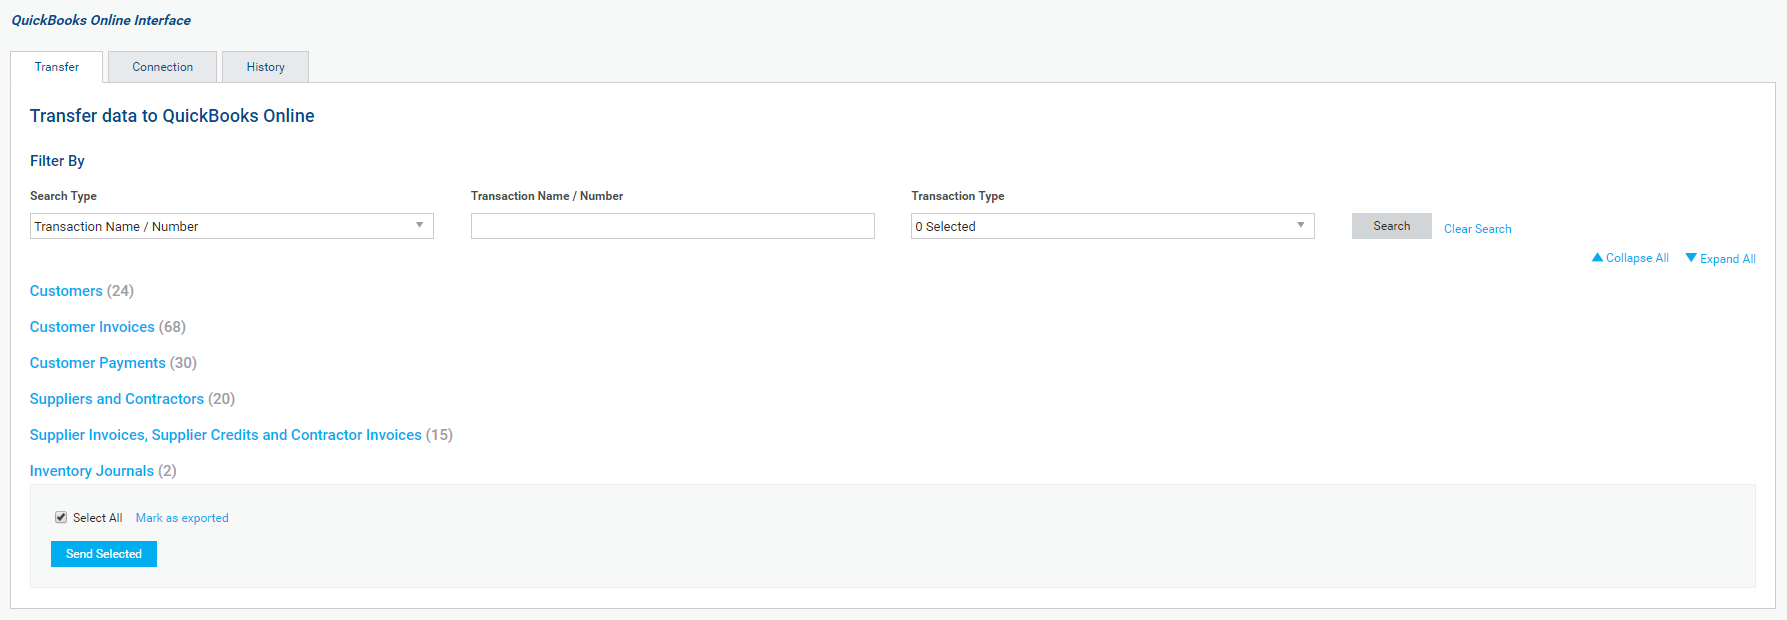 QuickBooks Online Interface
Transfer Connection History
Transfer data to QuickBooks Online
Filter By
Search Type Transaction Name / Number Transaction Type
Transaction Name / Number 0 Selected Search Clear Search
Collapse All Expand All
Customers (24)
Customer Invoices (68)
Customer Payments (30)
Suppliers and Contractors (20)
Supplier Invoices, Supplier Credits and Contractor Invoices (15)
Inventory Journals (2)
Select All Mark as exported
Send Selected